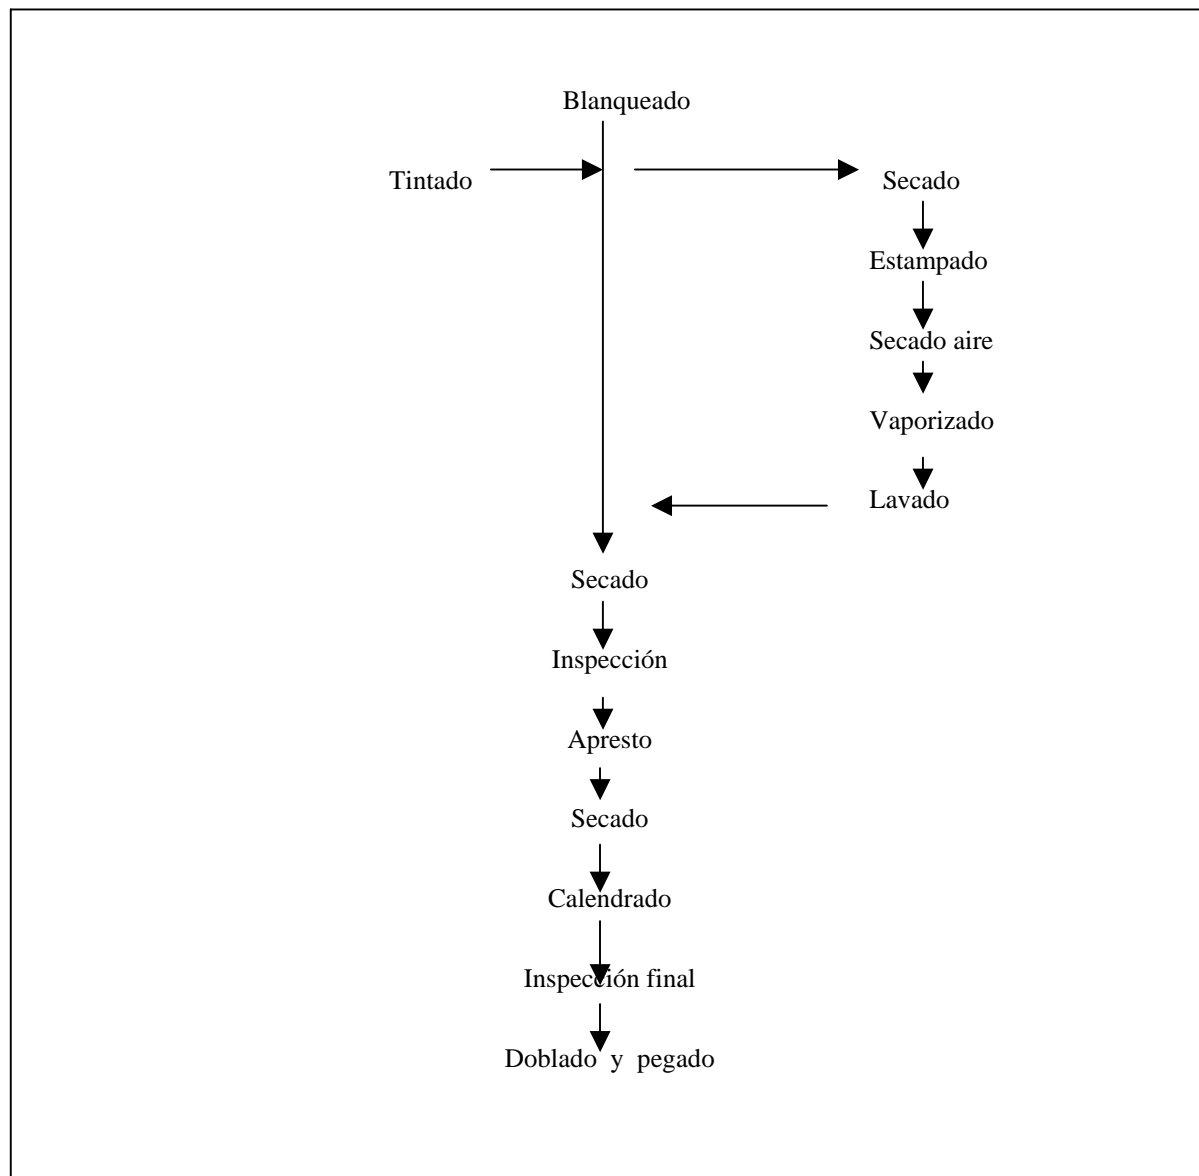 Blanqueado
Tintado
Secado
Estampado
Secado aire
Vaporizado
Lavado
Secado
Inspección
Apresto
Secado
Calendrado
Inspección final
Doblado y pegado